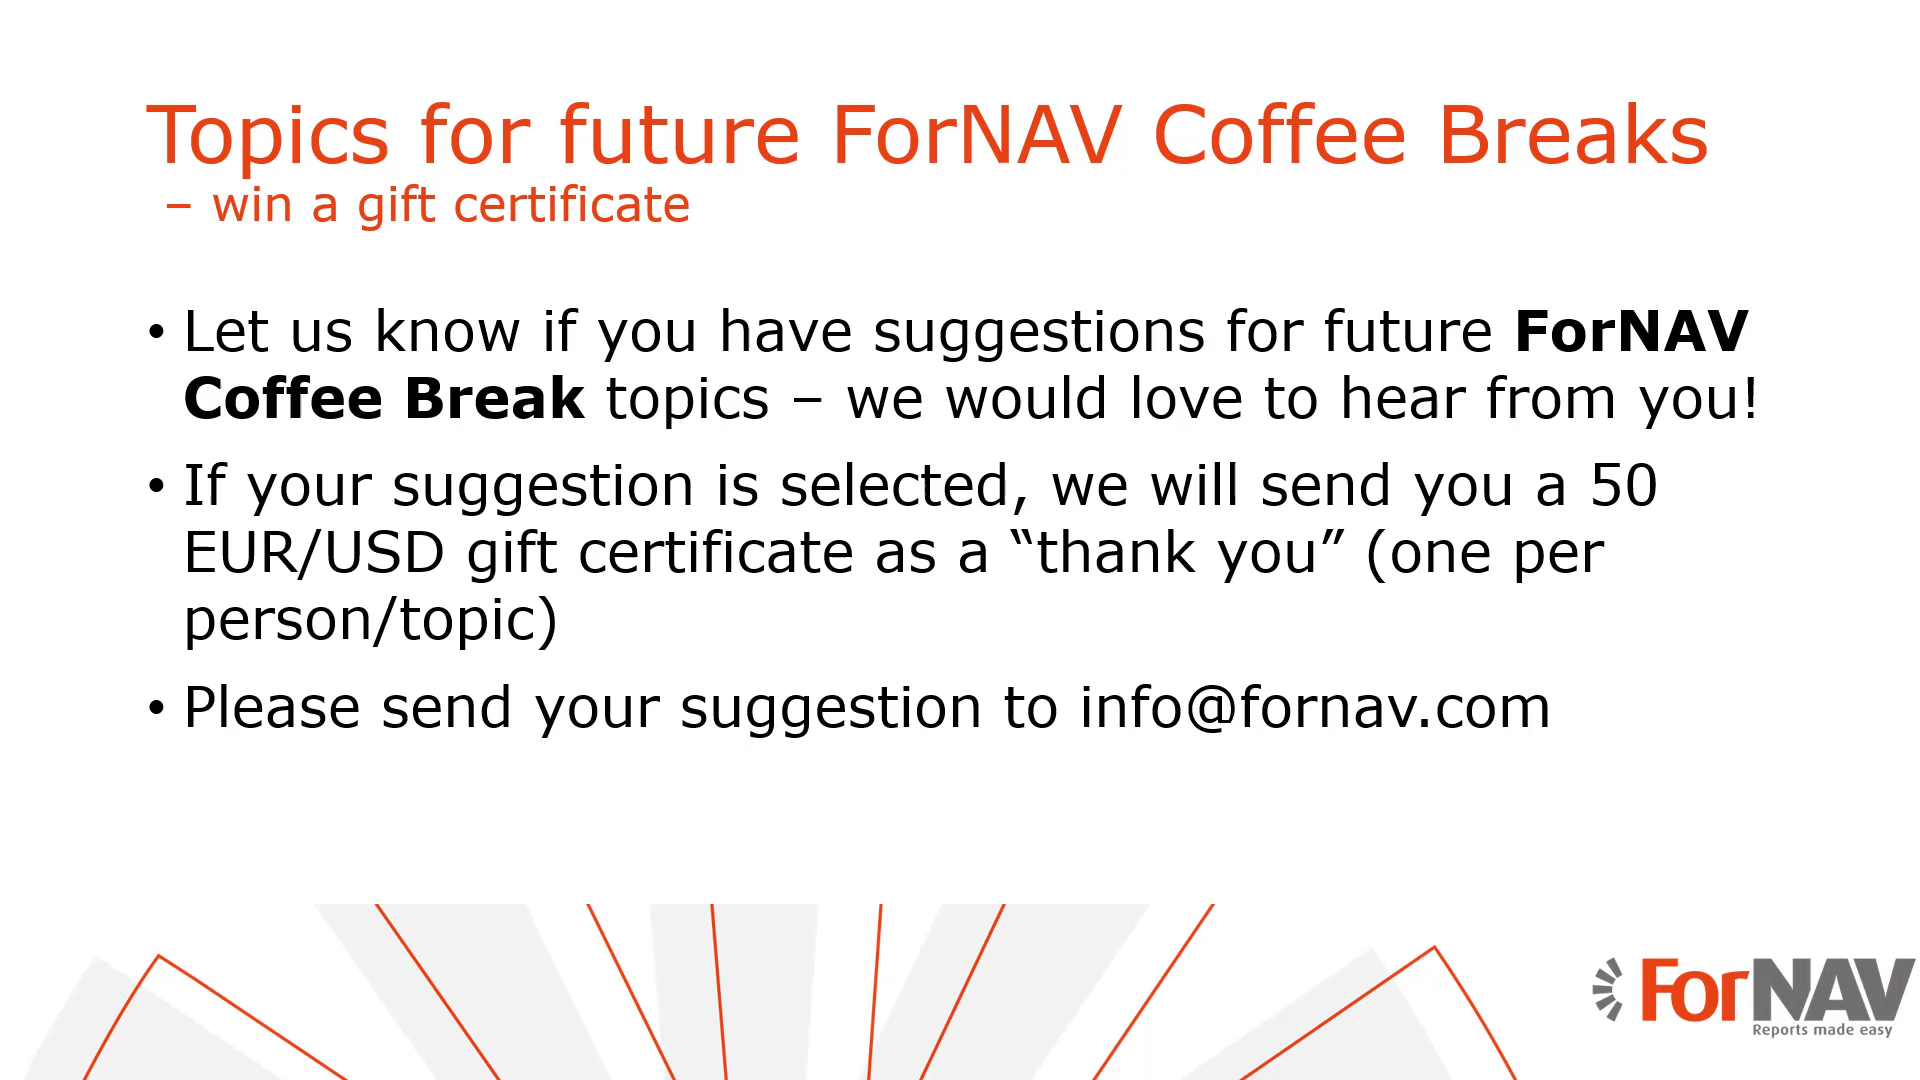 Topics for future ForNAV Coffee Breaks
– win a gift certificate
• Let us know if you have suggestions for future ForNAV
Coffee Break topics – we would love to hear from you!
• If your suggestion is selected, we will send you a 50
EUR/USD gift certificate as a “thank you” (one per
person/topic)
• Please send your suggestion to info@fornav.com
ForNAV
Reports made easy